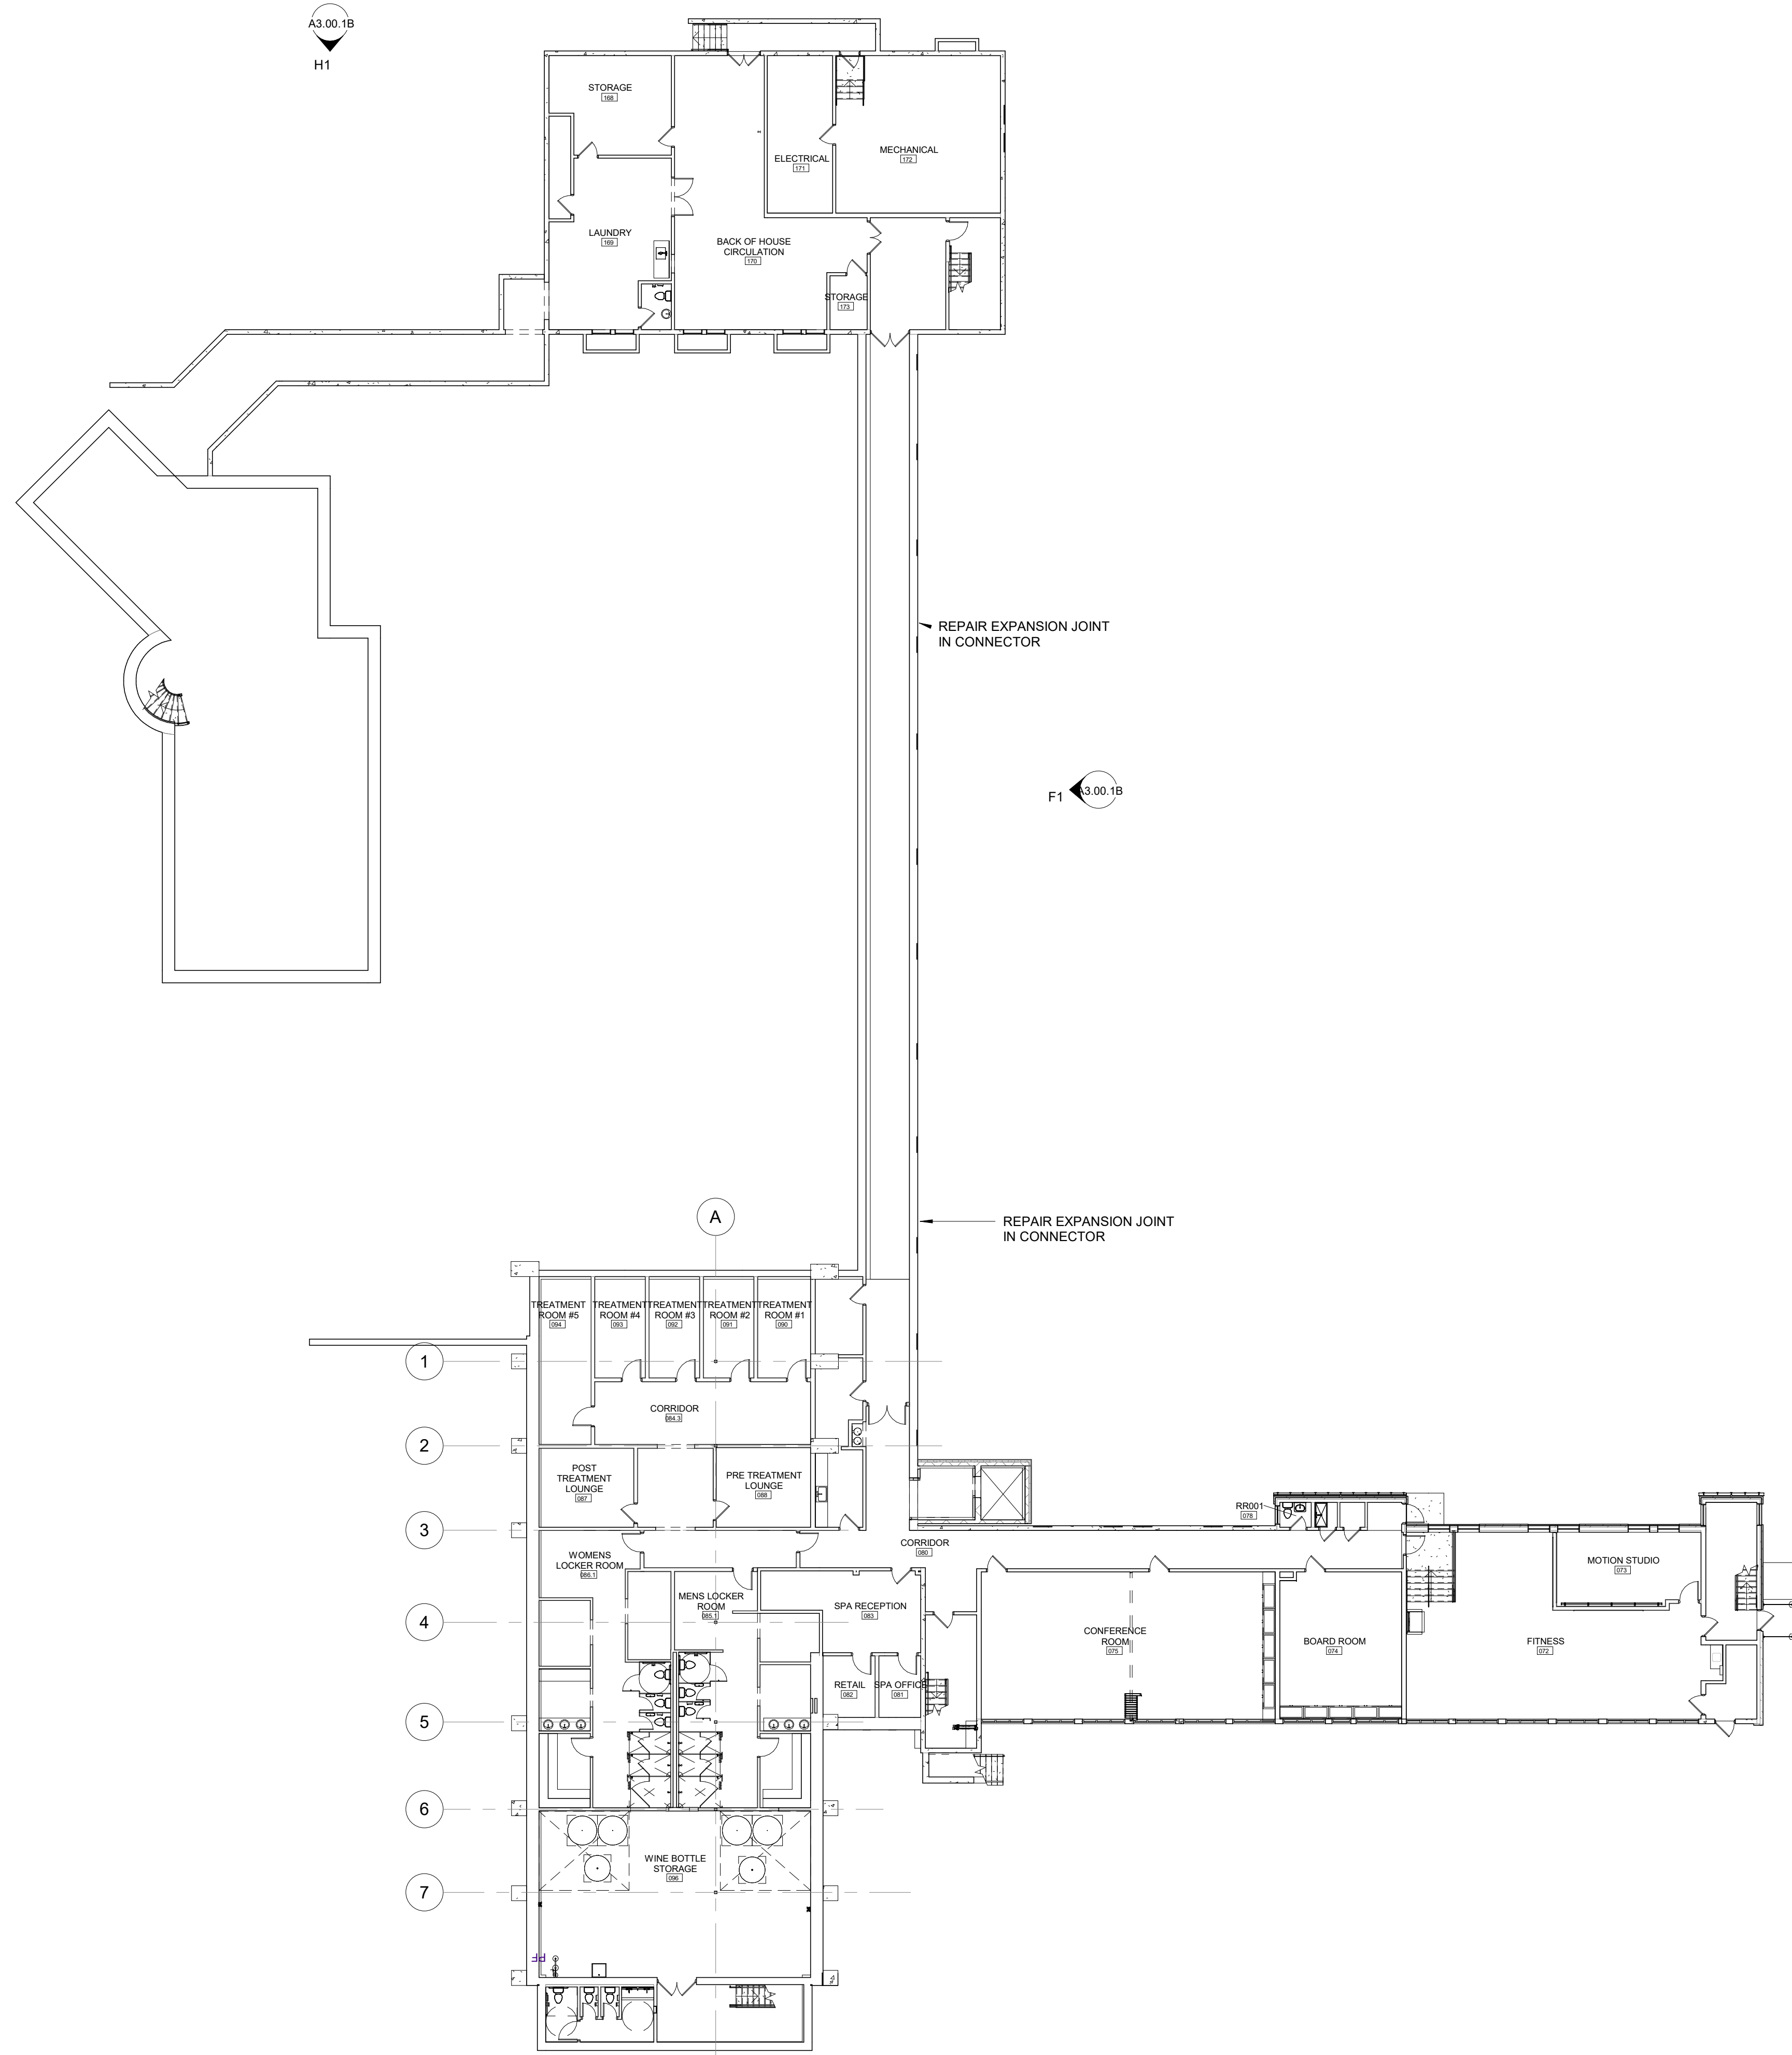 A3.00.1B
H1
STORAGE
168
ELECTRICAL
171
MECHANICAL
172
LAUNDRY
169
BACK OF HOUSE
CIRCULATION
170
STORAGE
173
REPAIR EXPANSION JOINT
IN CONNECTOR
F1
A3.00.1B
A
REPAIR EXPANSION JOINT
IN CONNECTOR
TREATMENT
ROOM #5
094
TREATMENT
ROOM #4
093
TREATMENT
ROOM #3
092
TREATMENT
ROOM #2
091
TREATMENT
ROOM #1
090
1
CORRIDOR
084.3
2
POST
TREATMENT
LOUNGE
087
PRE TREATMENT
LOUNGE
088
RR001
078
3
CORRIDOR
080
WOMENS
LOCKER ROOM
086.1
MOTION STUDIO
073
MENS LOCKER
ROOM
085.1
SPA RECEPTION
083
4
CONFERENCE
ROOM
075
BOARD ROOM
074
FITNESS
072
RETAIL
082
SPA OFFICE
081
5
6
WINE BOTTLE
STORAGE
096
7